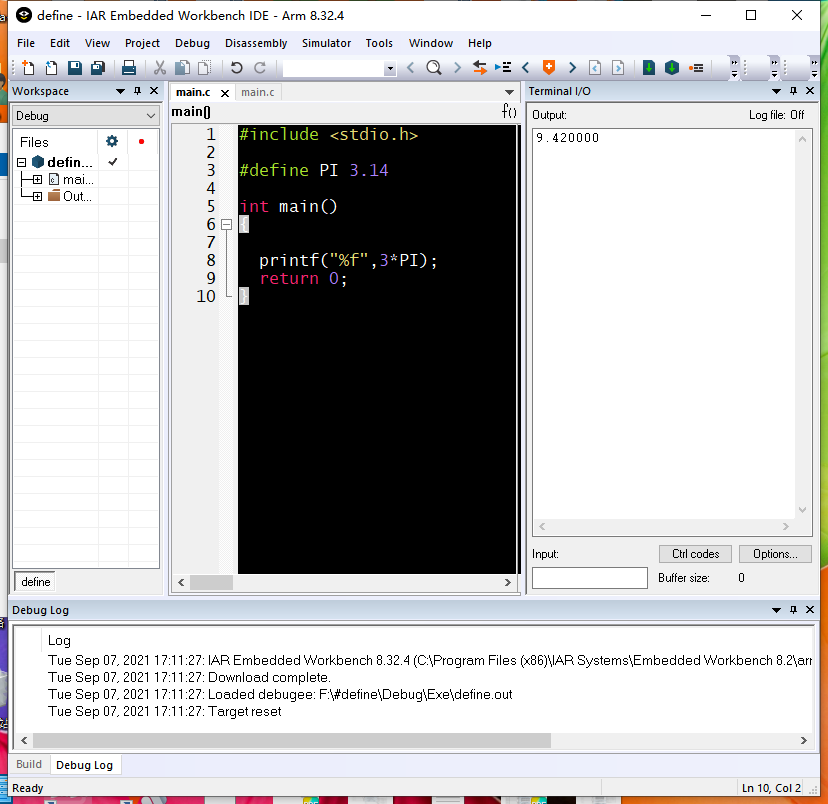 define - IAR Embedded Workbench IDE - Arm 8.32.4
File Edit View Project Debug Disassembly Simulator Tools Window Help
Workspace
Debug
Files
define...
mai...
Out...
define
main.c main.c
main() f()
1 #include <stdio.h>
2
3 #define PI 3.14
4
5 int main()
6 {
7
8 printf("%f",3*PI);
9 return 0;
10 }
Terminal I/O
Output: Log file: Off
9.420000
Input: Ctrl codes Options...
Buffer size: 0
Debug Log
Log
Tue Sep 07, 2021 17:11:27: IAR Embedded Workbench 8.32.4 (C:\Program Files (x86)\IAR Systems\Embedded Workbench 8.2\arm
Tue Sep 07, 2021 17:11:27: Download complete.
Tue Sep 07, 2021 17:11:27: Loaded debugee: F:\#define\Debug\Exe\define.out
Tue Sep 07, 2021 17:11:27: Target reset
Build Debug Log
Ready Ln 10, Col 2